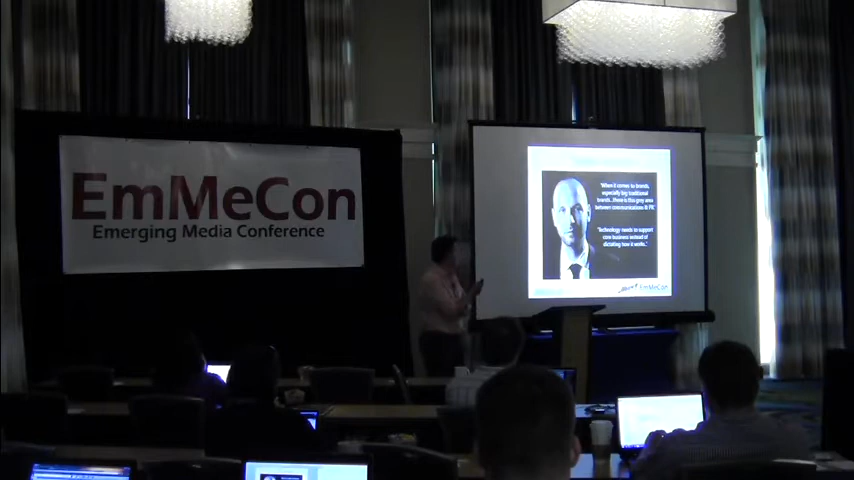 EmMeCon
Emerging Media Conference
"When it comes to brands,
especially big traditional
brands...there is this grey area
between communications & PR"
"Technology needs to support
core business instead of
dictating how it works."
EmMeCon